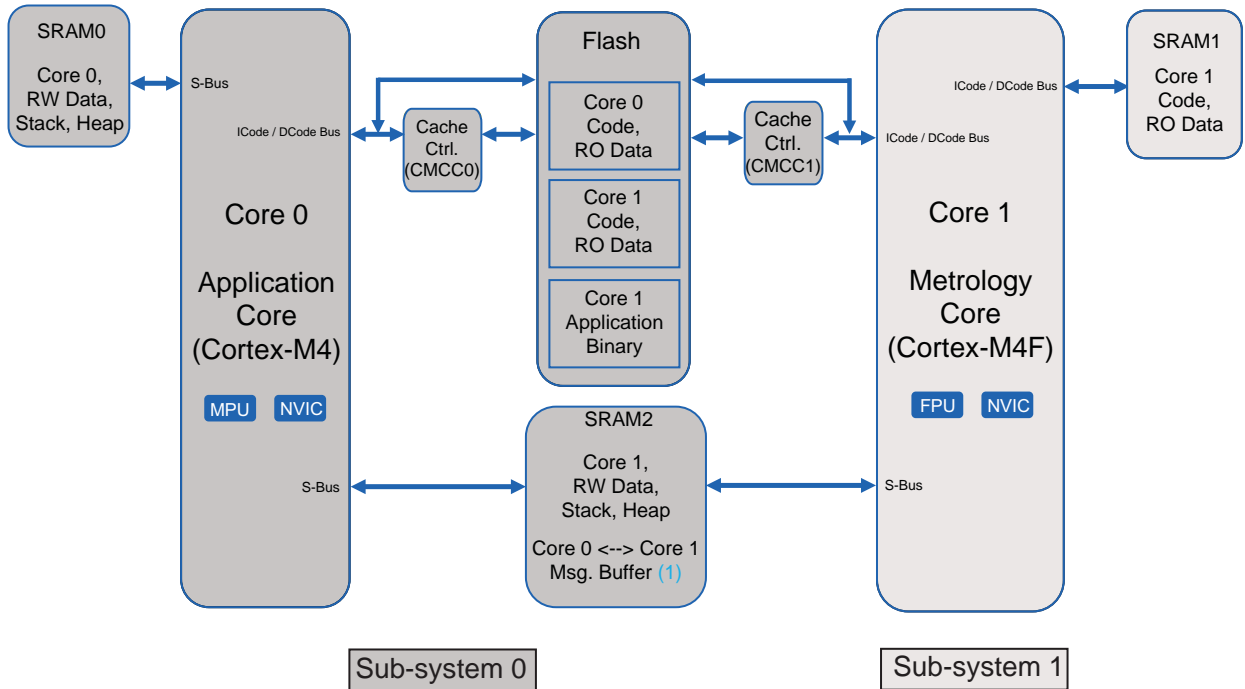 SRAM0
Core 0,
RW Data,
Stack, Heap
S-Bus
ICode / DCode Bus
Core 0
Application
Core
(Cortex-M4)
MPU
NVIC
S-Bus
Cache
Ctrl.
(CMCC0)
Flash
Core 0
Code,
RO Data
Core 1
Code,
RO Data
Core 1
Application
Binary
Cache
Ctrl.
(CMCC1)
SRAM2
Core 1,
RW Data,
Stack, Heap
Core 0 <--> Core 1
Msg. Buffer (1)
ICode / DCode Bus
ICode / DCode Bus
Core 1
Metrology
Core
(Cortex-M4F)
FPU
NVIC
S-Bus
SRAM1
Core 1
Code,
RO Data
Sub-system 0
Sub-system 1